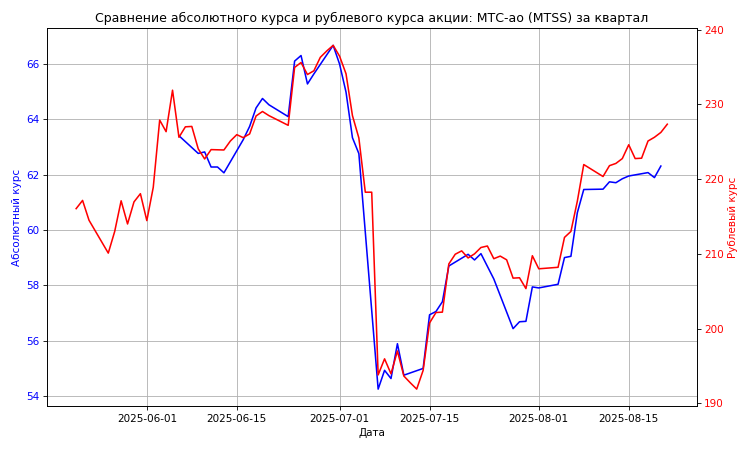 Сравнение абсолютного курса и рублевого курса акции: МТС-ао (MTSS) за квартал
240
66
230
64
62
220
60
210
58
200
56
54
190
Абсолютный курс
Рублевый курс
2025-06-01 2025-06-15 2025-07-01 2025-07-15 2025-08-01 2025-08-15
Дата